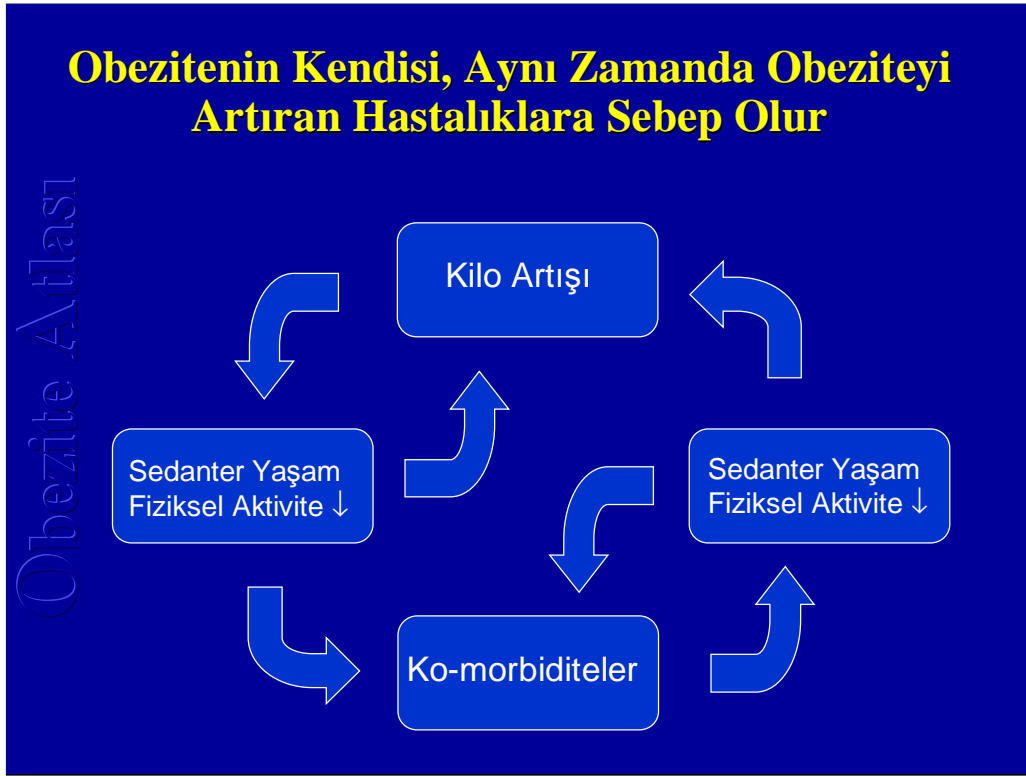 Obezitenin Kendisi, Aynı Zamanda Obeziteyi
Artıran Hastalıklara Sebep Olur
Obezite Atlası
Kilo Artışı
Sedanter Yaşam
Fiziksel Aktivite ↓
Sedanter Yaşam
Fiziksel Aktivite ↓
Ko-morbiditeler